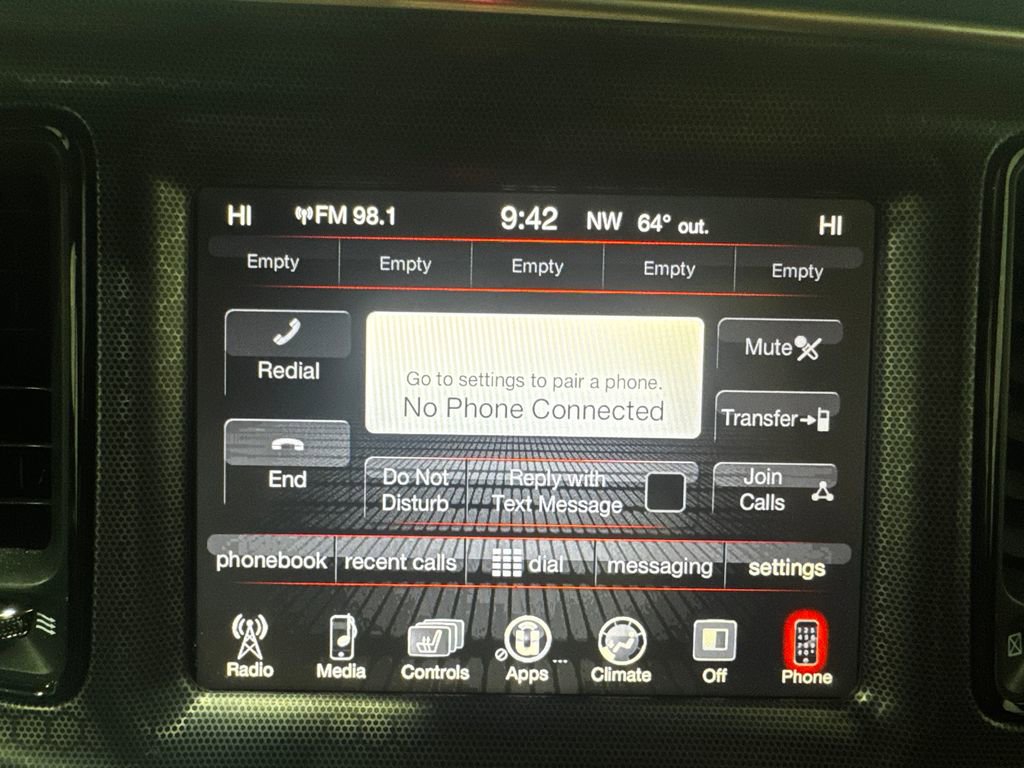 HI FM 98.1 9:42 NW 64° out. HI
Empty Empty Empty Empty Empty
Redial
Go to settings to pair a phone.
No Phone Connected
Mute
Transfer
End
Do Not
Disturb
Reply with
Text Message
Join
Calls
phonebook recent calls dial messaging settings
Radio Media Controls Apps Climate Off Phone